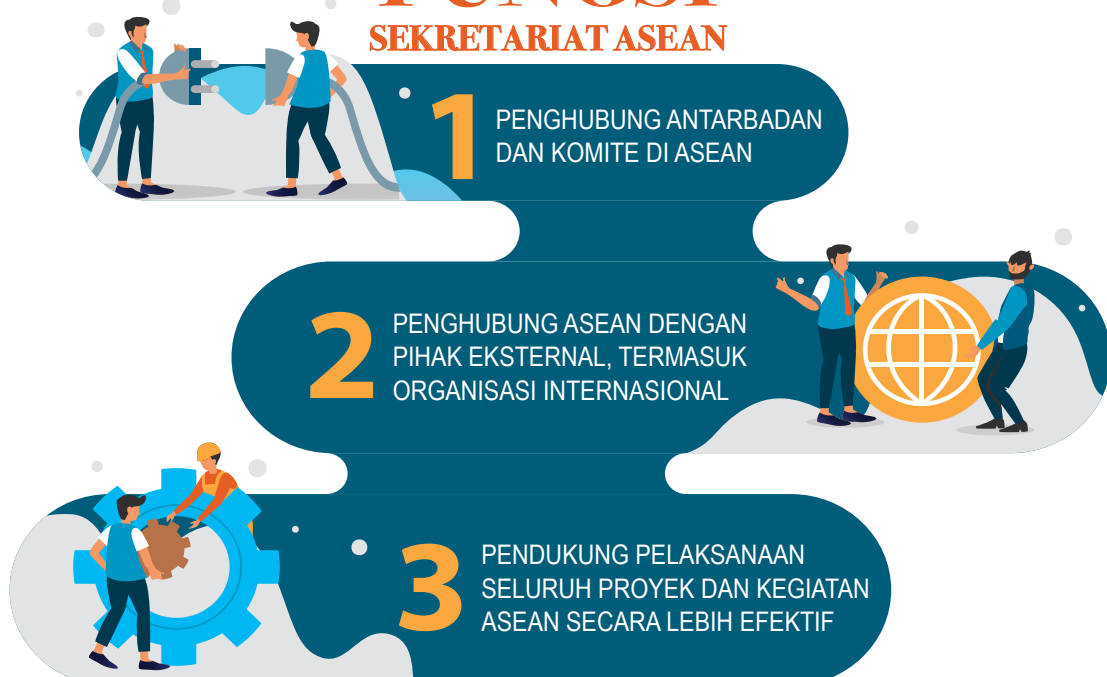 FUNGSI
SEKRETARIAT ASEAN
1
PENGHUBUNG ANTARBADAN
DAN KOMITE DI ASEAN
2
PENGHUBUNG ASEAN DENGAN
PIHAK EKSTERNAL, TERMASUK
ORGANISASI INTERNASIONAL
3
PENDUKUNG PELAKSANAAN
SELURUH PROYEK DAN KEGIATAN
ASEAN SECARA LEBIH EFEKTIF